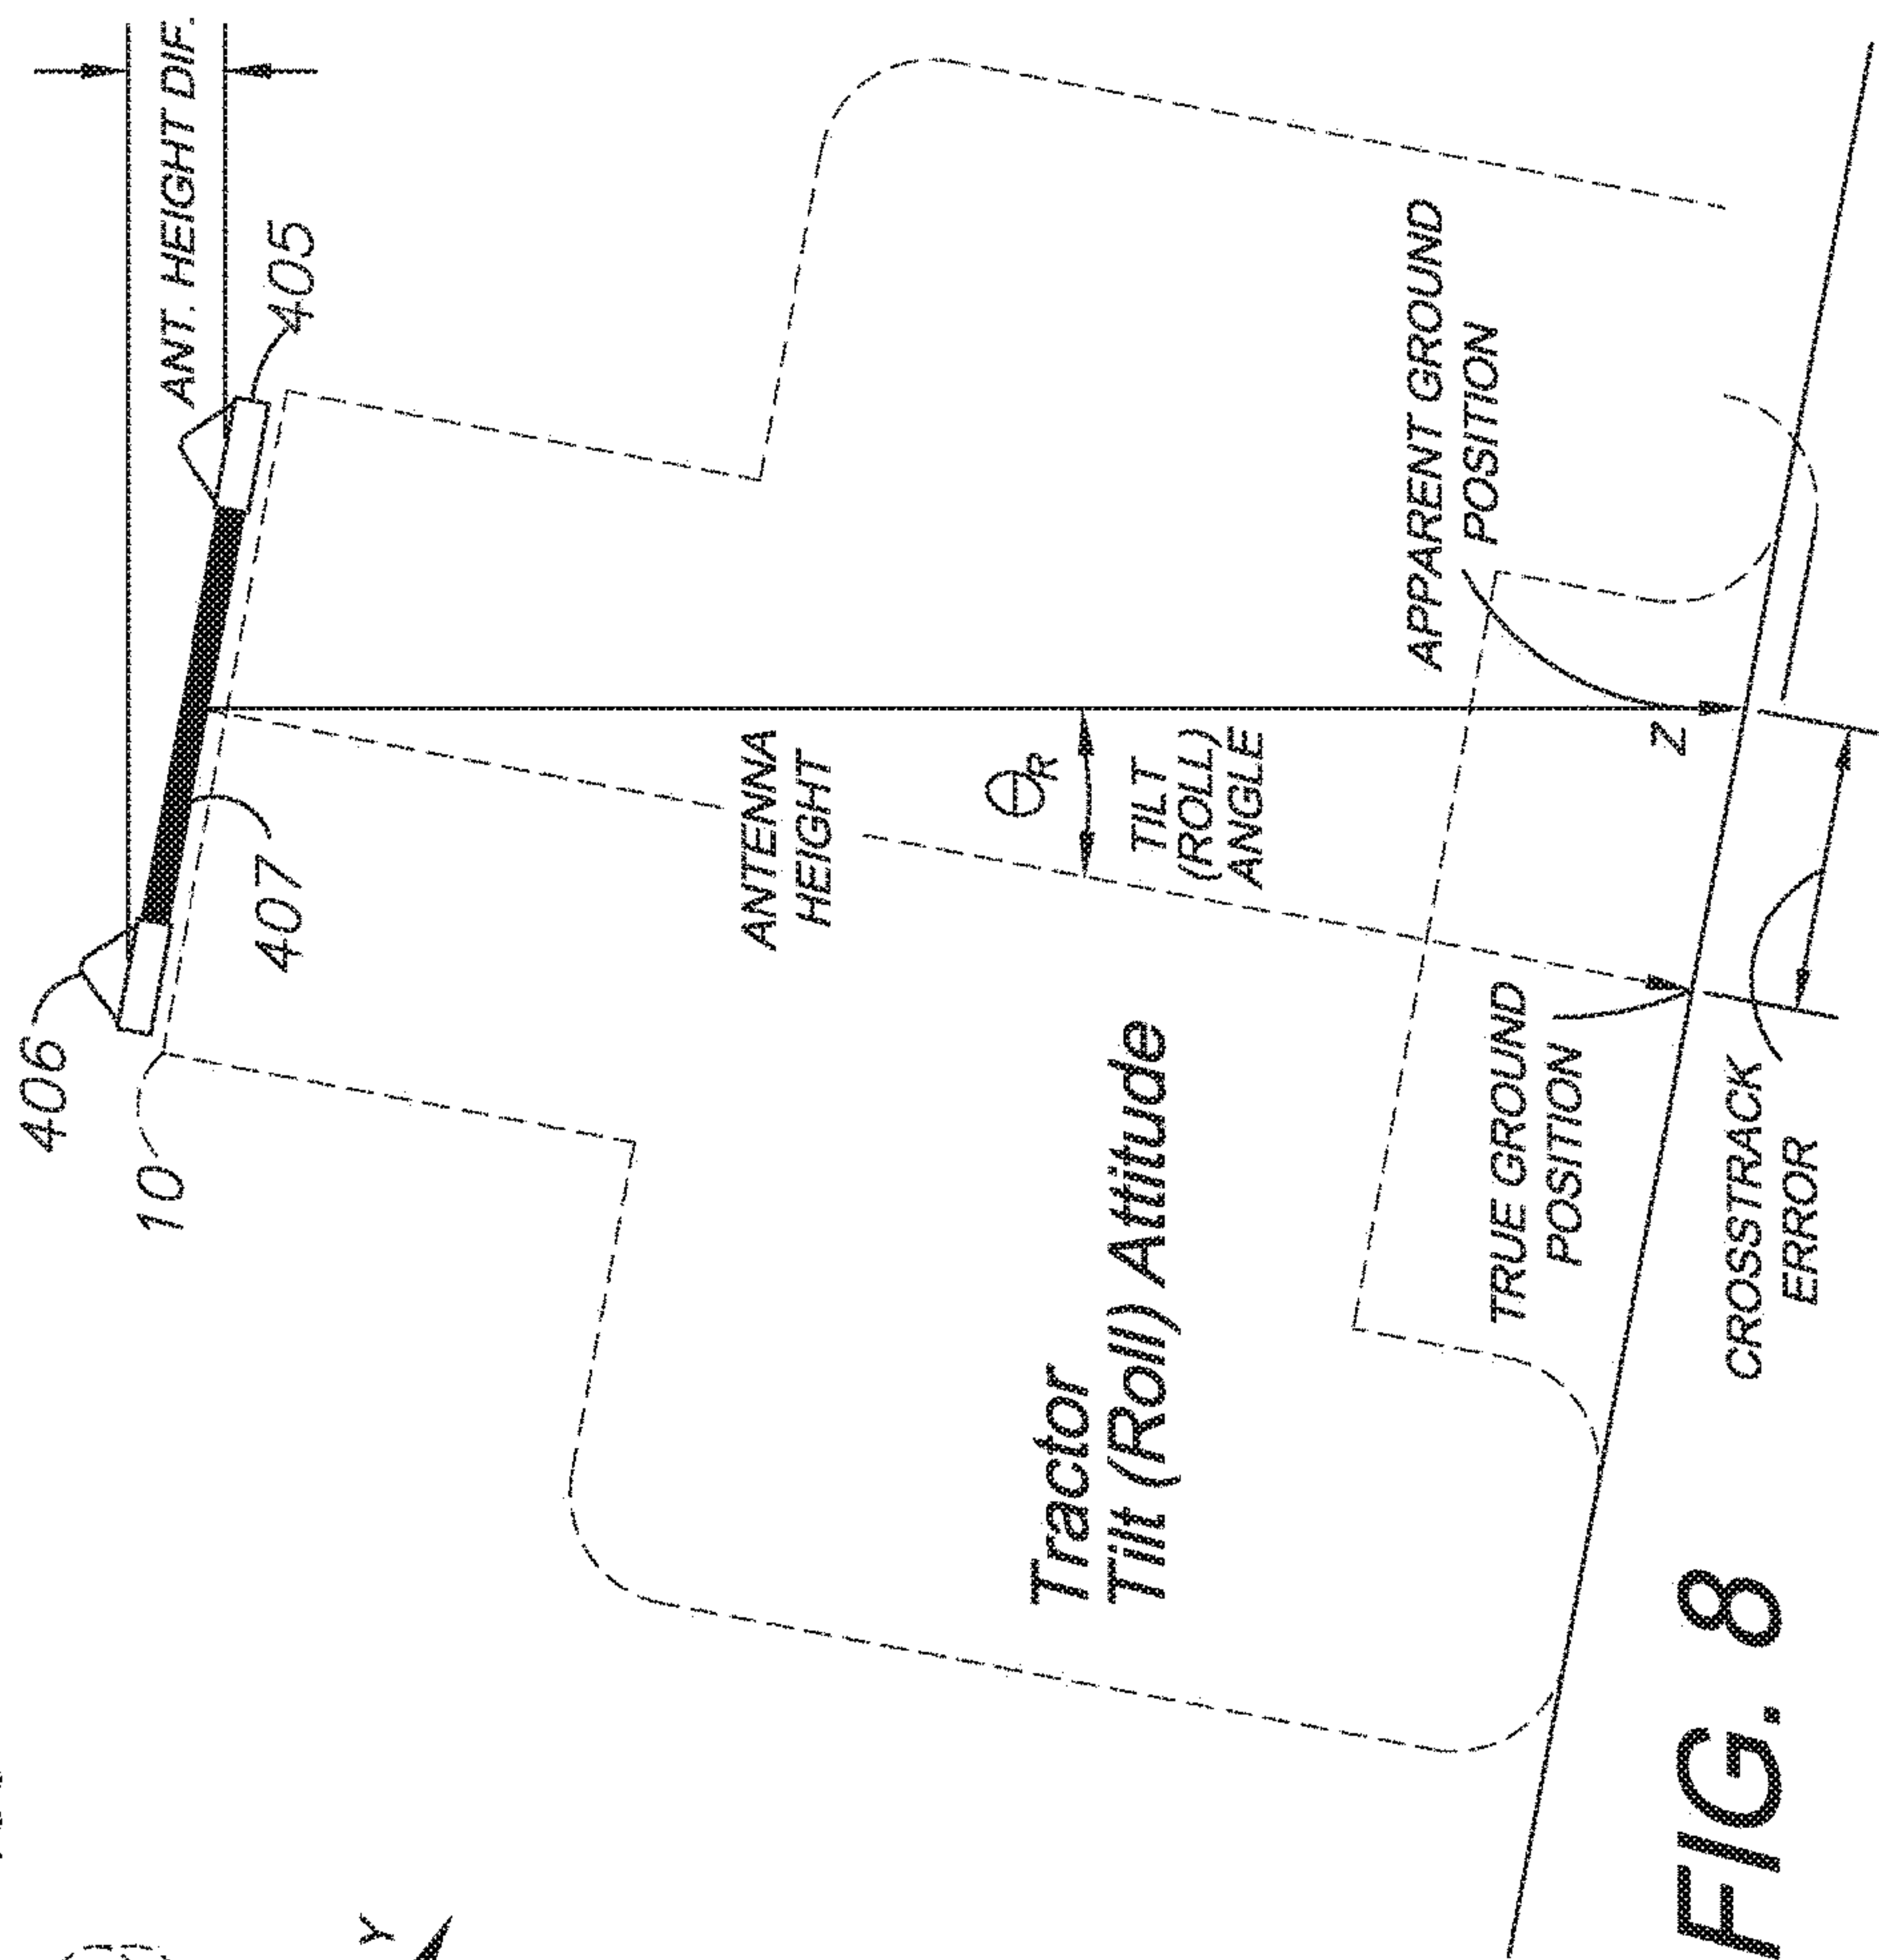 406
10
407
405
ANT. HEIGHT DIF.
ANTENNA
HEIGHT
ΘR
TILT
(ROLL)
ANGLE
APPARENT GROUND
POSITION
Z
Tractor
Tilt (Roll) Attitude
TRUE GROUND
POSITION
CROSSTRACK
ERROR
Y
FIG. 8